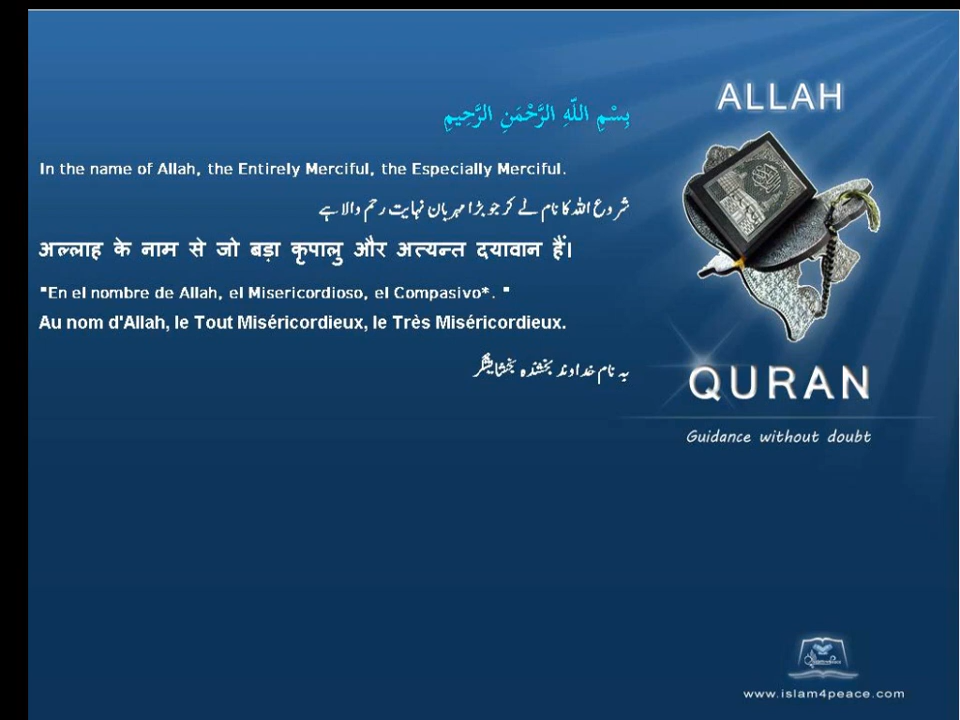 بِسْمِ اللَّهِ الرَّحْمَنِ الرَّحِيمِ
In the name of Allah, the Entirely Merciful, the Especially Merciful.
شروع اللہ کا نام لے کر جو بڑا مہربان نہایت رحم والا ہے
अल्लाह के नाम से जो बड़ा कृपालु और अत्यन्त दयावान हैं।
"En el nombre de Allah, el Misericordioso, el Compasivo*. "
Au nom d'Allah, le Tout Miséricordieux, le Très Miséricordieux.
به نام خداوند بخشنده بخشایشگر
ALLAH
QURAN
Guidance without doubt
www.islam4peace.com